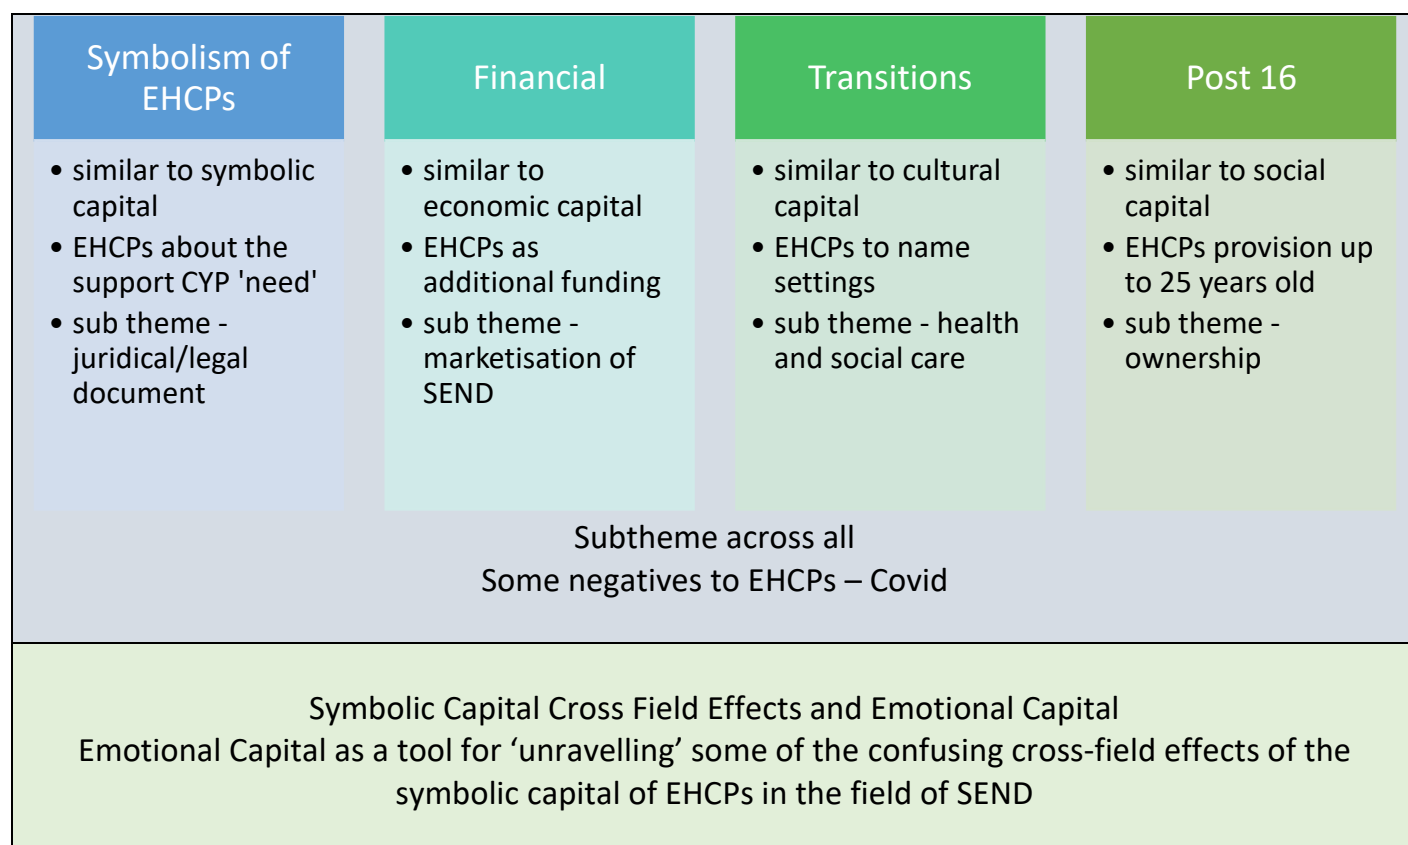 Symbolism of
EHCPs
• similar to symbolic
capital
• EHCPs about the
support CYP 'need'
• sub theme -
juridical/legal
document
Financial
• similar to
economic capital
• EHCPs as
additional funding
• sub theme -
marketisation of
SEND
Transitions
• similar to cultural
capital
• EHCPs to name
settings
• sub theme - health
and social care
Post 16
• similar to social
capital
• EHCPs provision up
to 25 years old
• sub theme -
ownership
Subtheme across all
Some negatives to EHCPs – Covid
Symbolic Capital Cross Field Effects and Emotional Capital
Emotional Capital as a tool for ‘unravelling’ some of the confusing cross-field effects of the
symbolic capital of EHCPs in the field of SEND